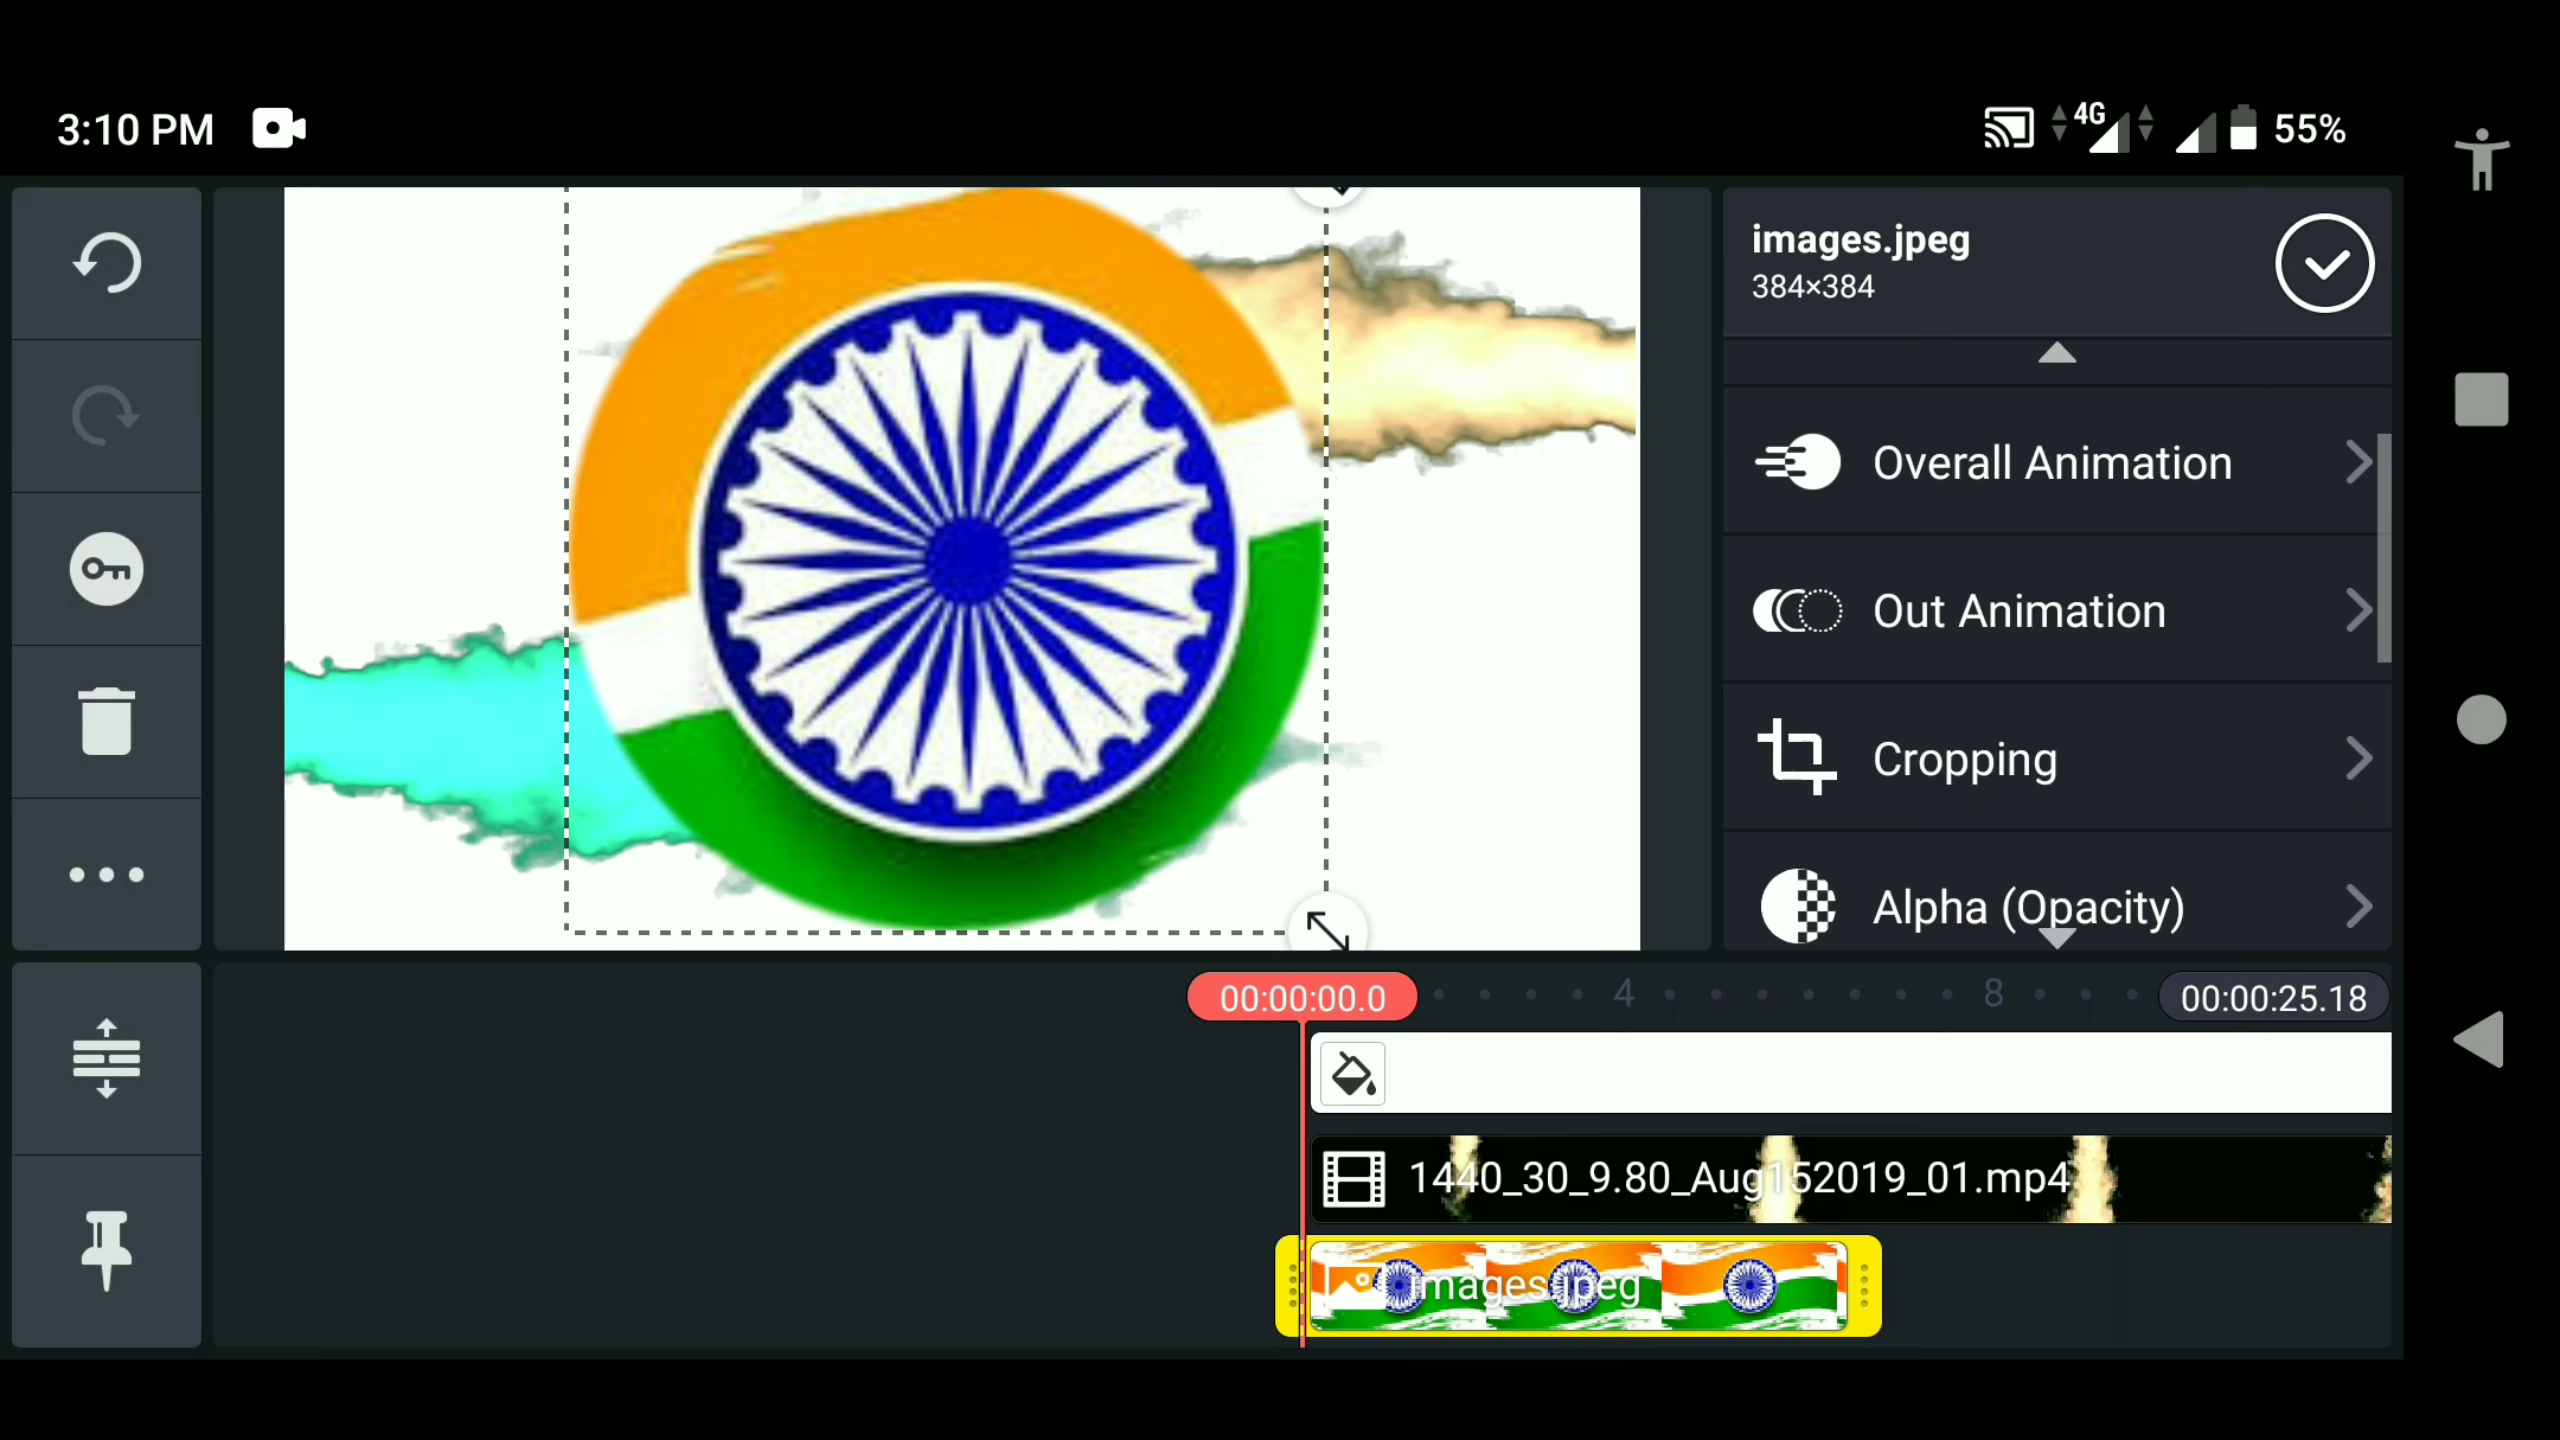 3:10 PM
4G
55%
images.jpeg
384×384
Overall Animation
Out Animation
Cropping
Alpha (Opacity)
00:00:00.0
4
8
00:00:25.18
1440_30_9.80_Aug152019_01.mp4
images.jpeg